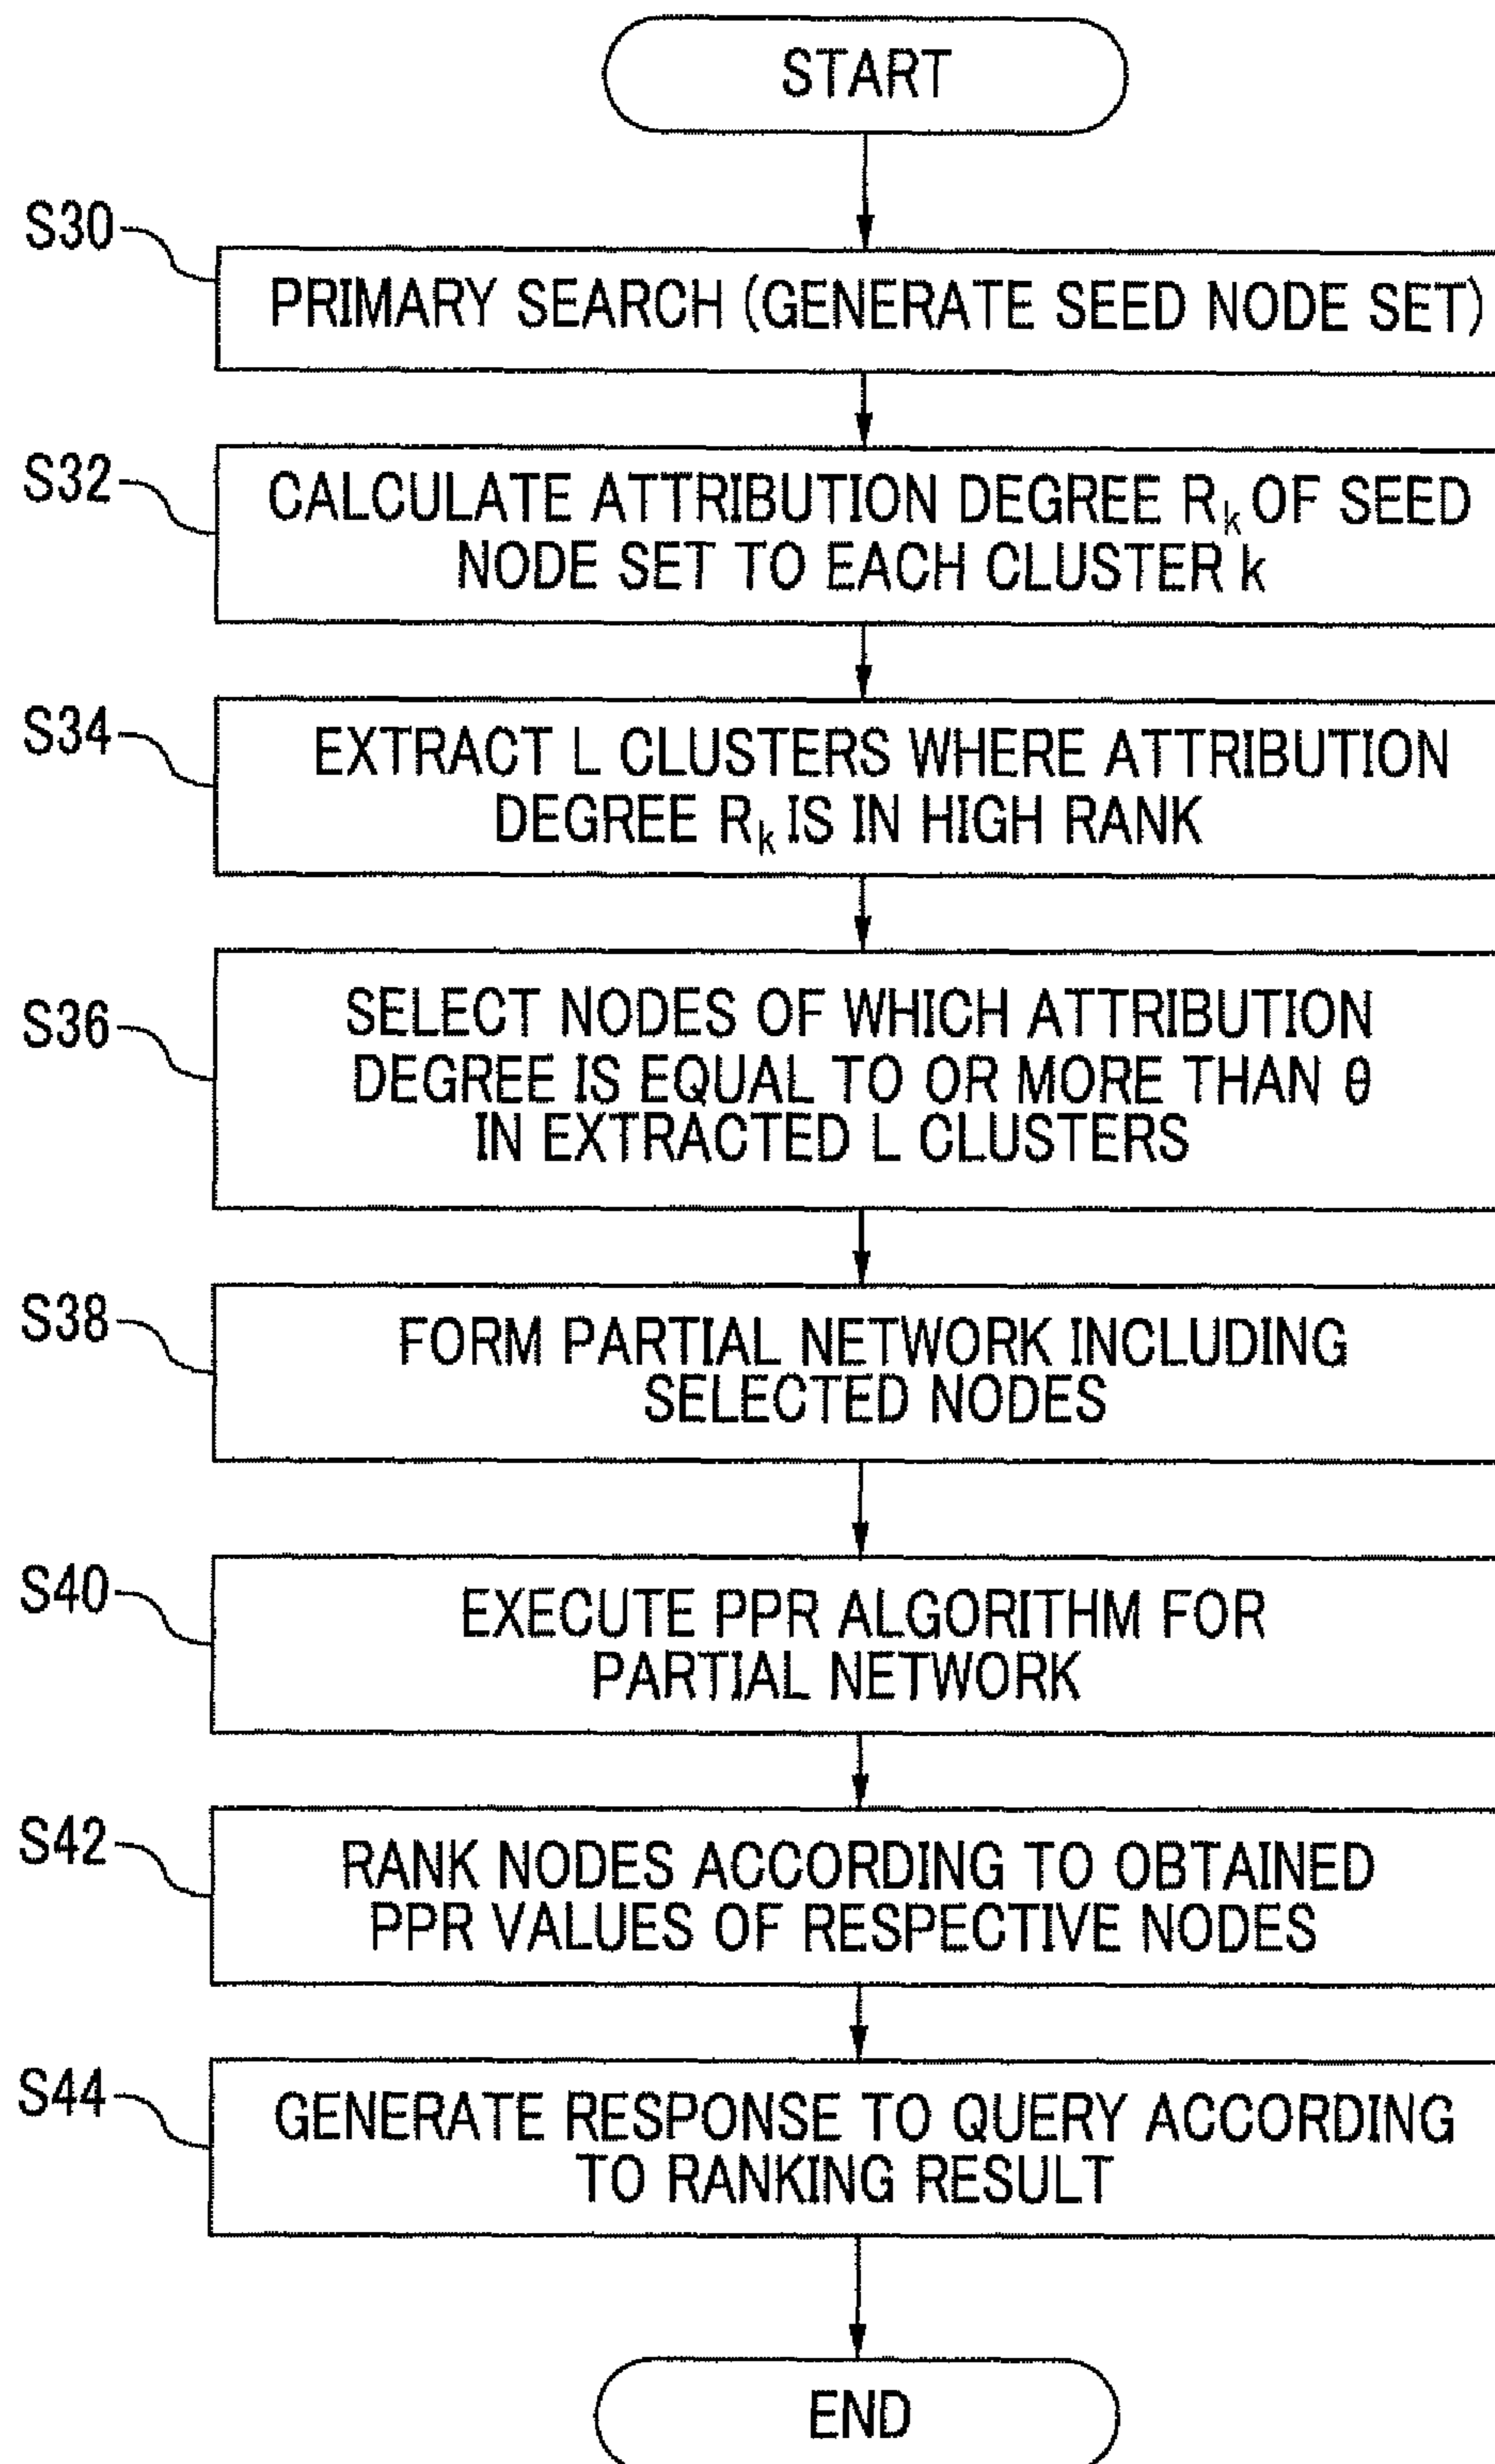 START
S30
PRIMARY SEARCH (GENERATE SEED NODE SET)
S32
CALCULATE ATTRIBUTION DEGREE Rk OF SEED
NODE SET TO EACH CLUSTER k
S34
EXTRACT L CLUSTERS WHERE ATTRIBUTION
DEGREE Rk IS IN HIGH RANK
S36
SELECT NODES OF WHICH ATTRIBUTION
DEGREE IS EQUAL TO OR MORE THAN θ
IN EXTRACTED L CLUSTERS
S38
FORM PARTIAL NETWORK INCLUDING
SELECTED NODES
S40
EXECUTE PPR ALGORITHM FOR
PARTIAL NETWORK
S42
RANK NODES ACCORDING TO OBTAINED
PPR VALUES OF RESPECTIVE NODES
S44
GENERATE RESPONSE TO QUERY ACCORDING
TO RANKING RESULT
END